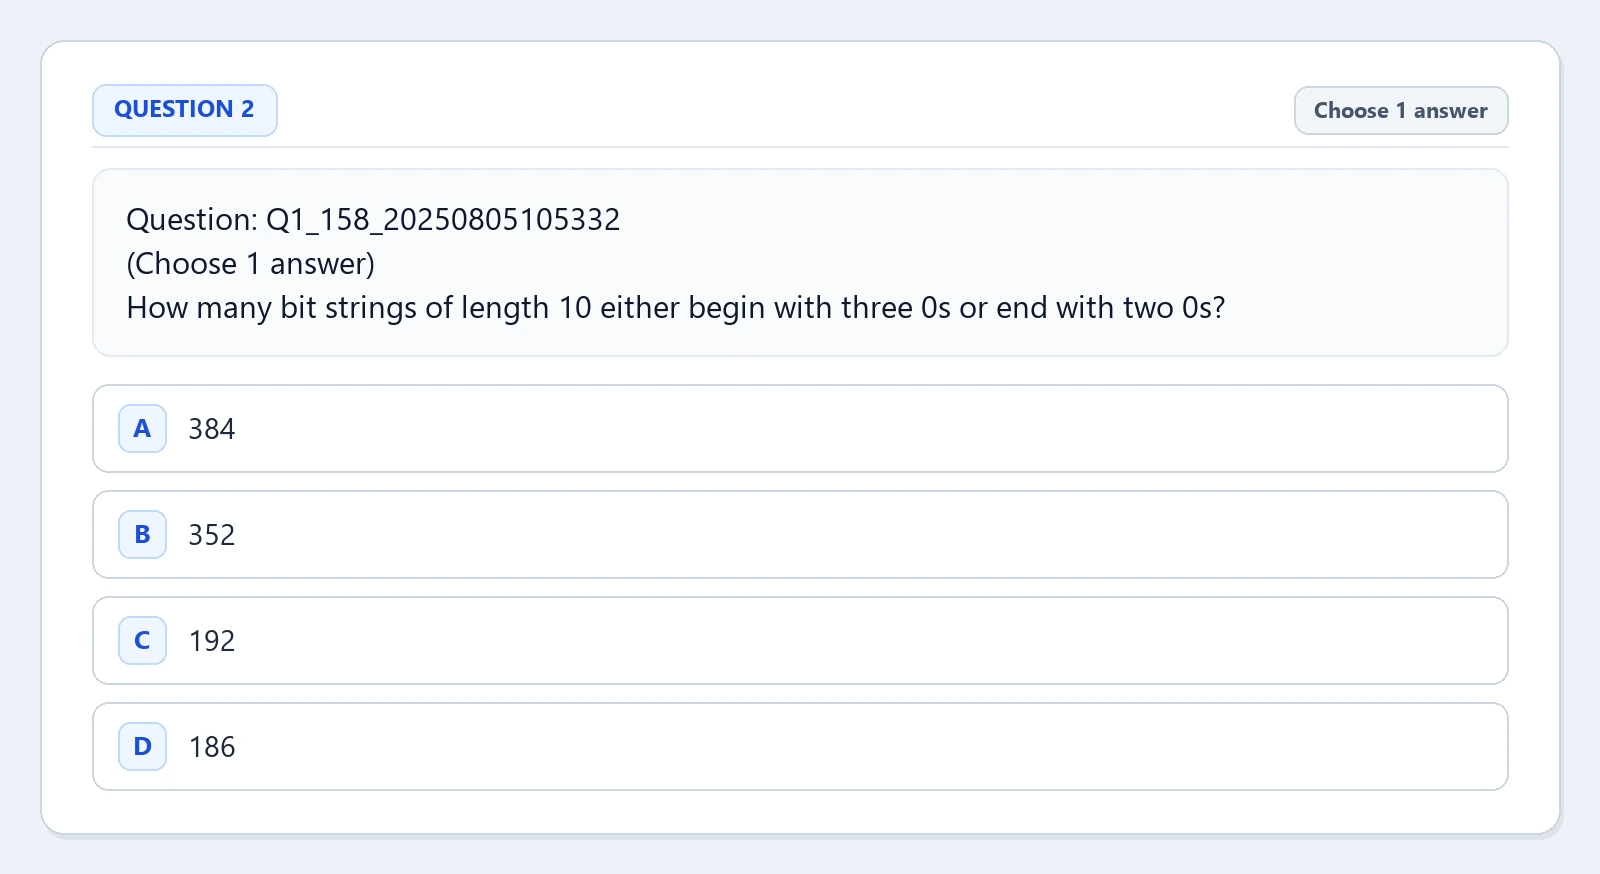 QUESTION 2
Choose 1 answer
Question: Q1_158_20250805105332
(Choose 1 answer)
How many bit strings of length 10 either begin with three 0s or end with two 0s?
A 384
B 352
C 192
D 186